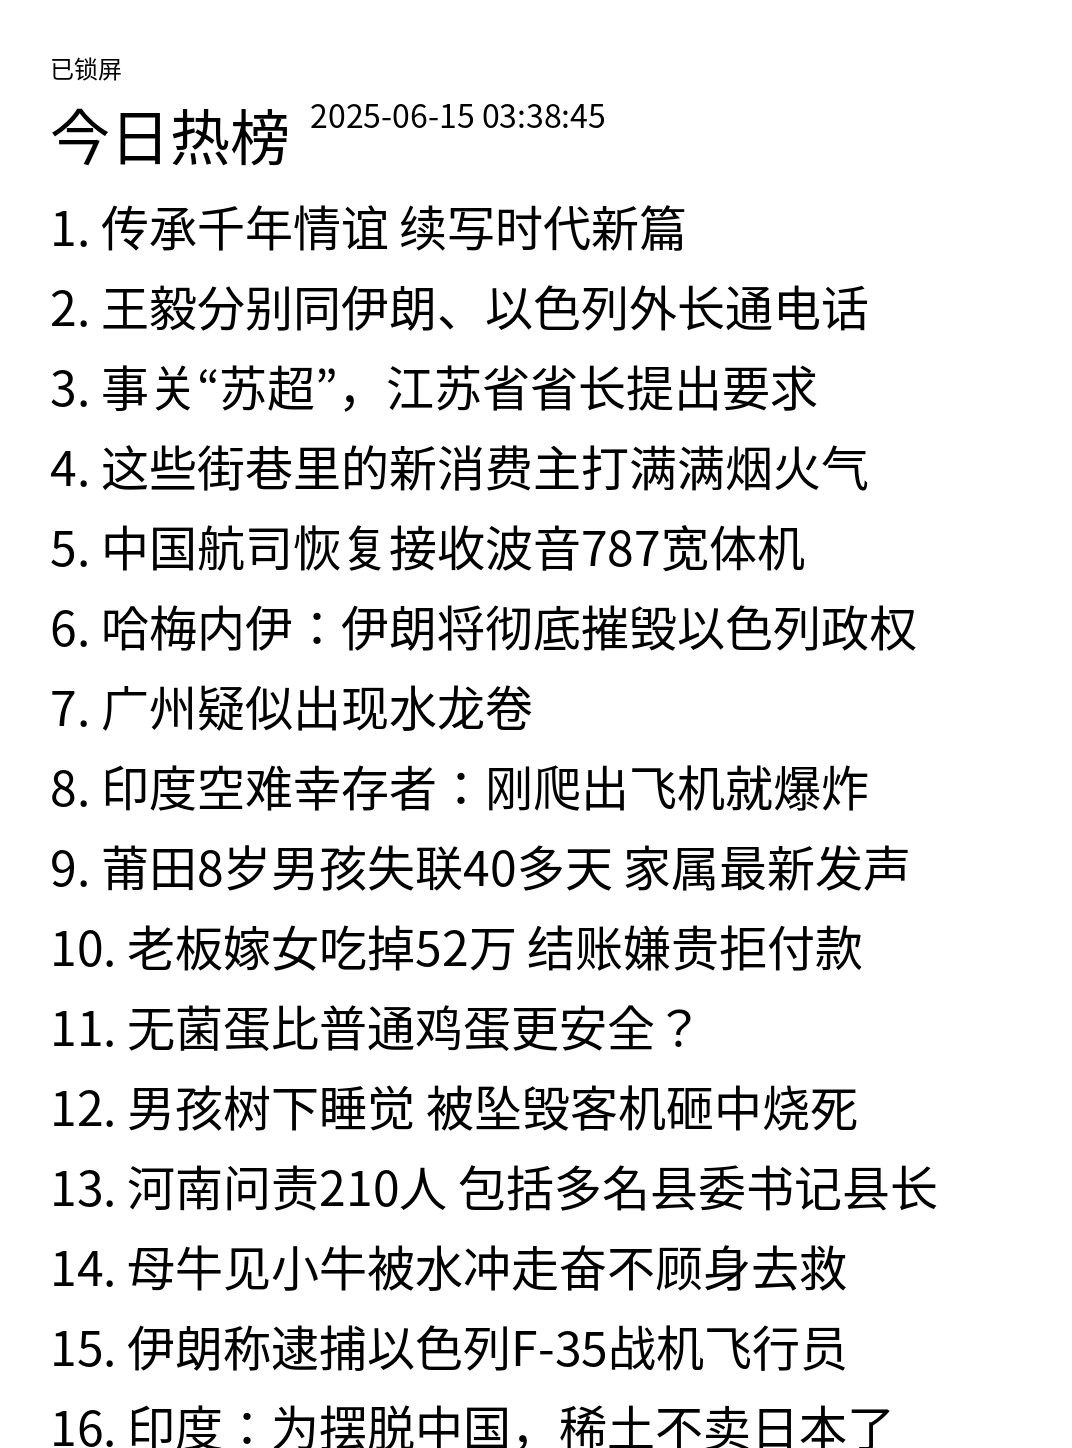 已锁屏
今日热榜 2025-06-15 03:38:45
1. 传承千年情谊 续写时代新篇
2. 王毅分别同伊朗、以色列外长通电话
3. 事关“苏超”，江苏省省长提出要求
4. 这些街巷里的新消费主打满满烟火气
5. 中国航司恢复接收波音787宽体机
6. 哈梅内伊：伊朗将彻底摧毁以色列政权
7. 广州疑似出现水龙卷
8. 印度空难幸存者：刚爬出飞机就爆炸
9. 莆田8岁男孩失联40多天 家属最新发声
10. 老板嫁女吃掉52万 结账嫌贵拒付款
11. 无菌蛋比普通鸡蛋更安全？
12. 男孩树下睡觉 被坠毁客机砸中烧死
13. 河南问责210人 包括多名县委书记县长
14. 母牛见小牛被水冲走奋不顾身去救
15. 伊朗称逮捕以色列F-35战机飞行员
16. 印度：为摆脱中国，稀土不卖日本了